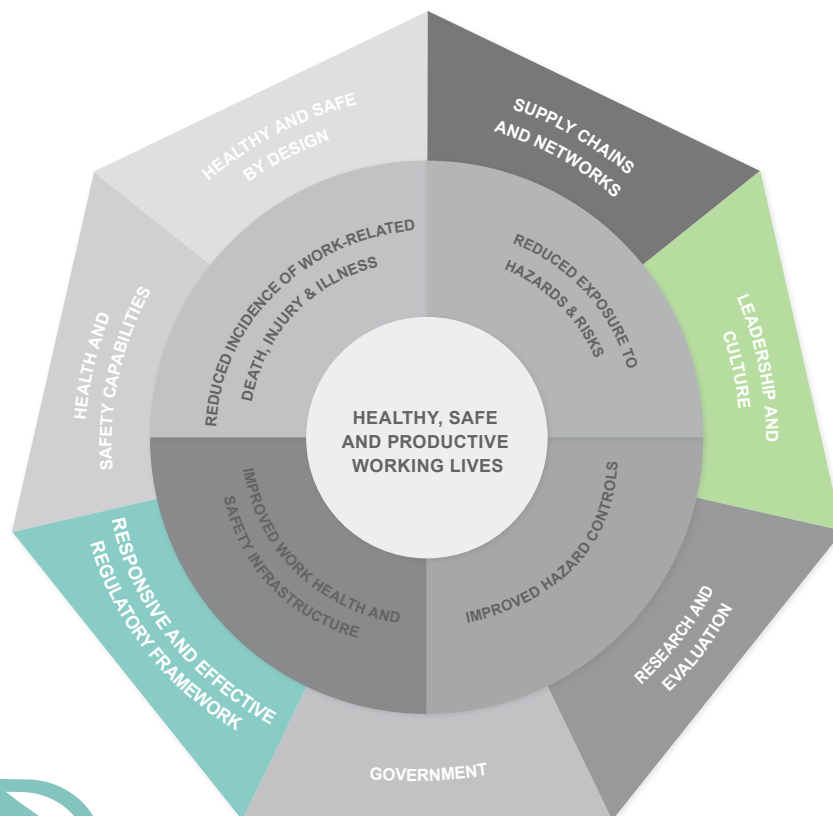 HEALTHY AND SAFE
BY DESIGN
SUPPLY CHAINS
AND NETWORKS
HEALTH AND
SAFETY CAPABILITIES
REDUCED INCIDENCE OF WORK-RELATED
DEATH, INJURY & ILLNESS
REDUCED EXPOSURE TO
HAZARDS & RISKS
LEADERSHIP AND
CULTURE
HEALTHY, SAFE
AND PRODUCTIVE
WORKING LIVES
RESPONSIVE AND EFFECTIVE
REGULATORY FRAMEWORK
IMPROVED WORK HEALTH AND
SAFETY INFRASTRUCTURE
IMPROVED HAZARD CONTROLS
RESEARCH AND
EVALUATION
GOVERNMENT